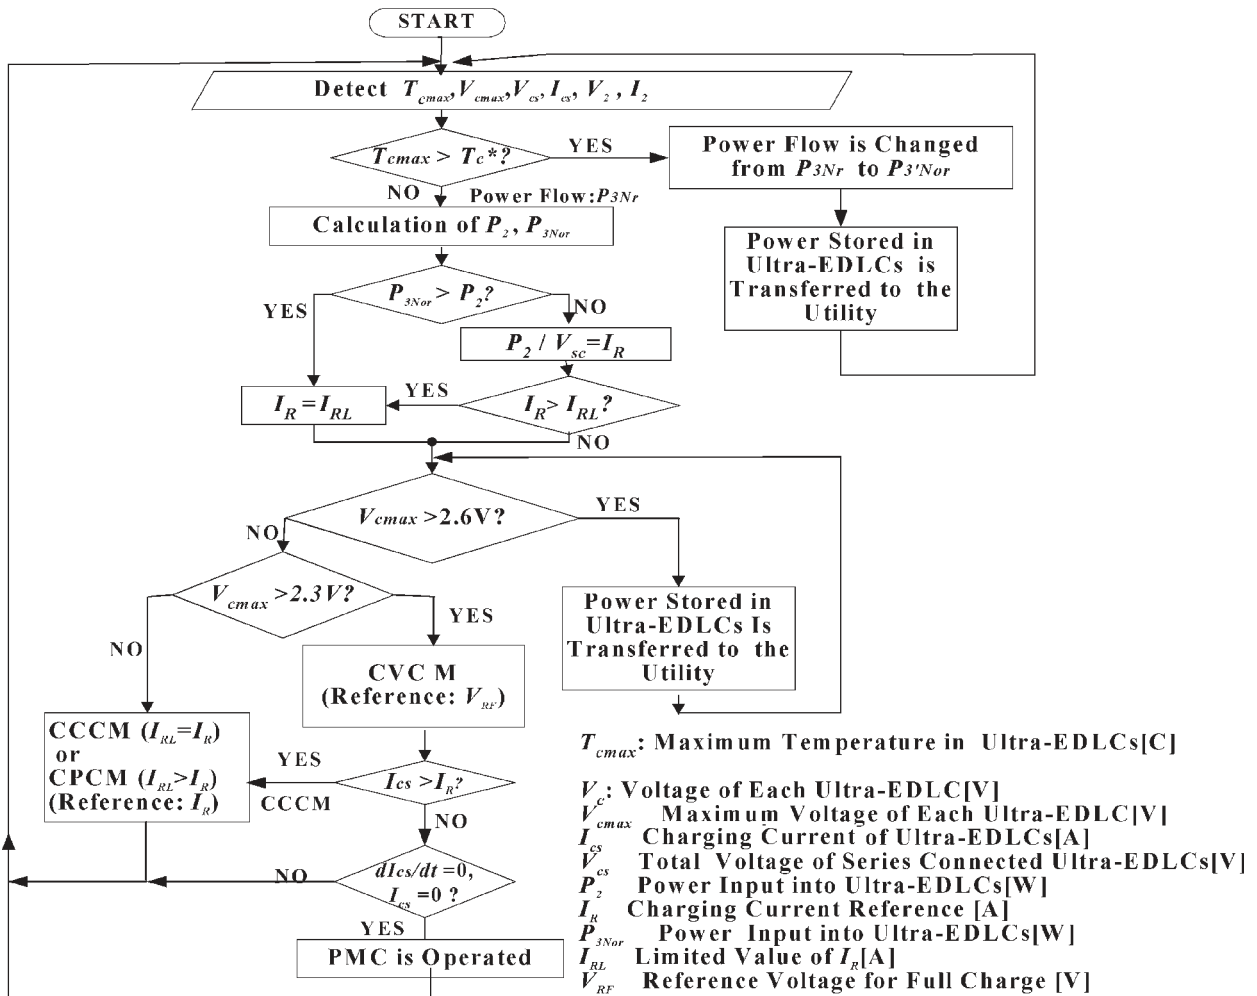 START
Detect Tcmax, Vcmax, Vcs, Ics, V2, I2
Tcmax > Tc*?
YES
Power Flow is Changed
from P3Nr to P3'Nor
NO
Power Flow: P3Nr
Calculation of P2, P3Nor
Power Stored in
Ultra-EDLCs is
Transferred to the
Utility
P3Nor > P2?
YES
NO
P2 / Vsc=IR
IR=IRL
YES
IR> IRL?
NO
Vcmax >2.6V?
YES
NO
Vcmax >2.3V?
YES
NO
Power Stored in
Ultra-EDLCs Is
Transferred to the
Utility
CVC M
(Reference: VRF)
CCCM (IRL=IR)
or
CPCM (IRL>IR)
(Reference: IR)
YES
CCCM
Ics >IR?
NO
dIcs/dt =0,
Ics =0 ?
NO
YES
PMC is Operated
Tcmax: Maximum Temperature in Ultra-EDLCs[C]
Vc: Voltage of Each Ultra-EDLC[V]
Vcmax Maximum Voltage of Each Ultra-EDLC[V]
Ics Charging Current of Ultra-EDLCs[A]
Vcs Total Voltage of Series Connected Ultra-EDLCs[V]
P2 Power Input into Ultra-EDLCs[W]
IR Charging Current Reference [A]
P3Nor Power Input into Ultra-EDLCs[W]
IRL Limited Value of IR[A]
VRF Reference Voltage for Full Charge [V]